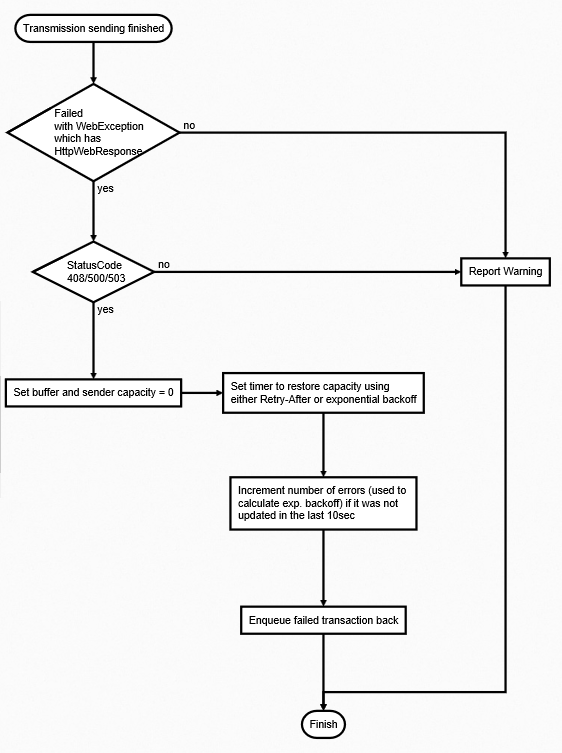 Transmission sending finished
Failed
with WebException
which has
HttpWebResponse
no
yes
StatusCode
408/500/503
no
Report Warning
yes
Set buffer and sender capacity = 0
Set timer to restore capacity using
either Retry-After or exponential backoff
Increment number of errors (used to
calculate exp. backoff) if it was not
updated in the last 10sec
Enqueue failed transaction back
Finish